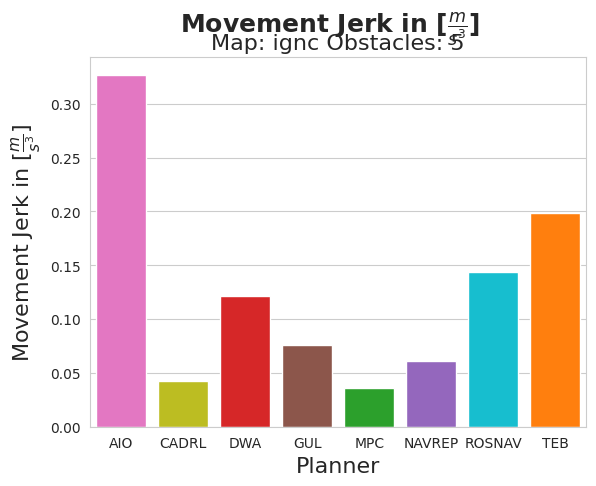 Movement Jerk in [m/s³]
Map: ignc Obstacles: 5
Movement Jerk in [m/s³]
0.30
0.25
0.20
0.15
0.10
0.05
0.00
AIO CADRL DWA GUL MPC NAVREP ROSNAV TEB
Planner